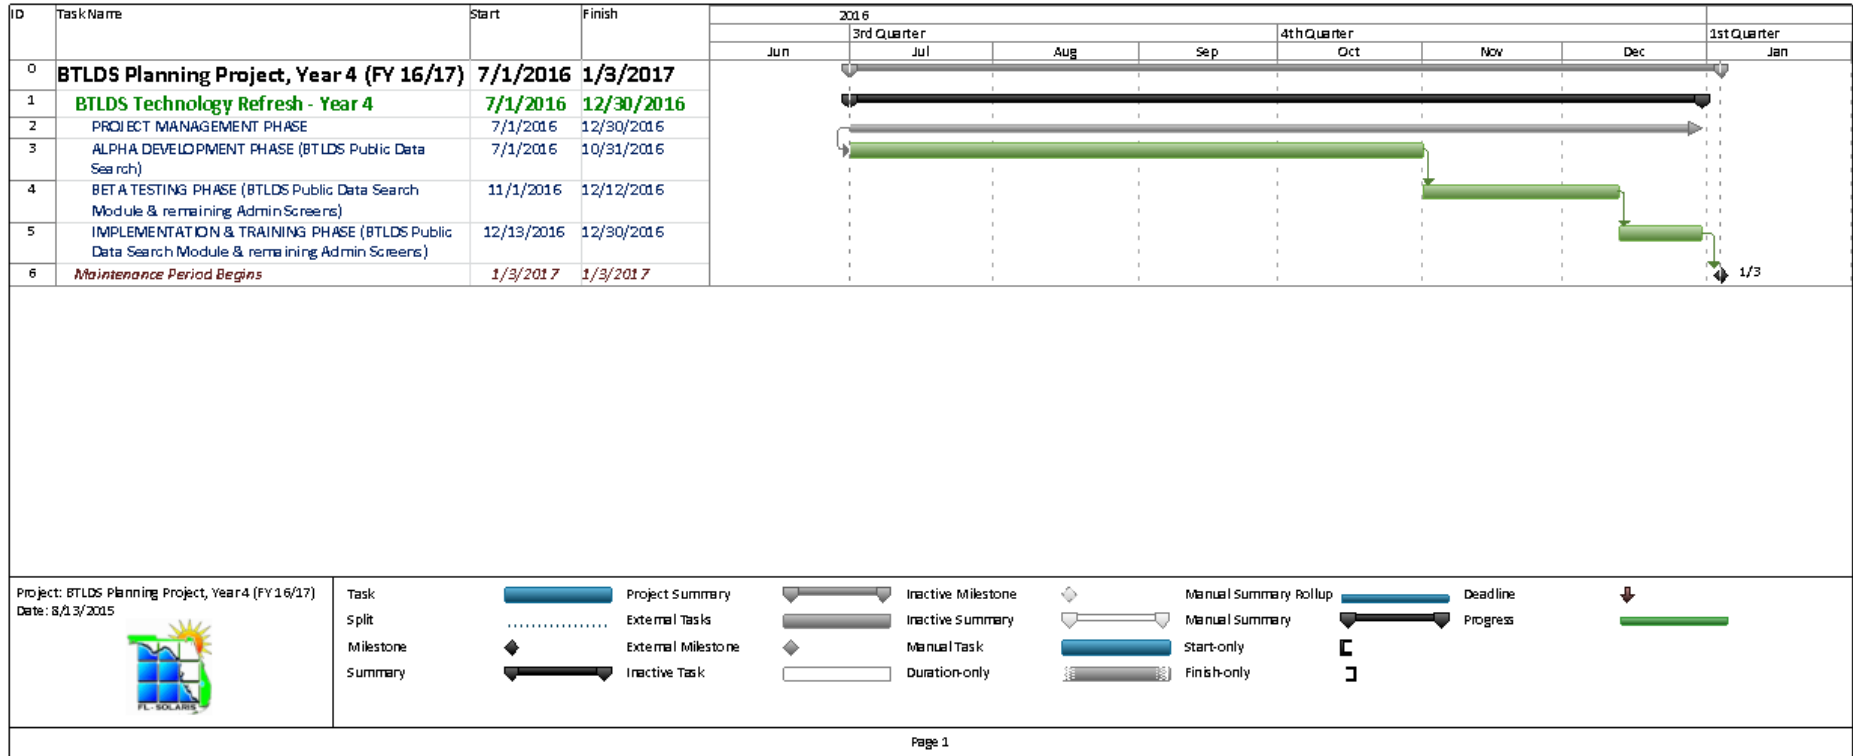 ID Task Name Start Finish 2016
3rd Quarter 4th Quarter 1st Quarter
Jun Jul Aug Sep Oct Nov Dec Jan
0 BTLDS Planning Project, Year 4 (FY 16/17) 7/1/2016 1/3/2017
1 BTLDS Technology Refresh - Year 4 7/1/2016 12/30/2016
2 PROJECT MANAGEMENT PHASE 7/1/2016 12/30/2016
3 ALPHA DEVELOPMENT PHASE (BTLDS Public Data 7/1/2016 10/31/2016
Search)
4 BETA TESTING PHASE (BTLDS Public Data Search 11/1/2016 12/12/2016
Module & remaining Admin Screens)
5 IMPLEMENTATION & TRAINING PHASE (BTLDS Public 12/13/2016 12/30/2016
Data Search Module & remaining Admin Screens)
6 Maintenance Period Begins 1/3/2017 1/3/2017 1/3
Project: BTLDS Planning Project, Year 4 (FY 16/17)
Date: 8/13/2015
FL-SOLARIS
Task Project Summary Inactive Milestone Manual Summary Rollup Deadline
Split External Tasks Inactive Summary Manual Summary Progress
Milestone External Milestone Manual Task Start-only
Summary Inactive Task Duration-only Finish-only
Page 1